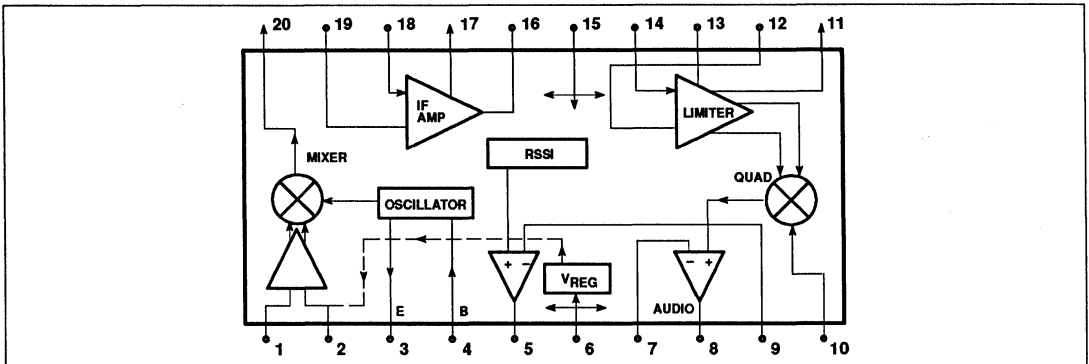 20 19 18 17 16 15 14 13 12 11
IF
AMP
LIMITER
RSSI
MIXER
QUAD
OSCILLATOR
+ −
VREG
− +
E B
AUDIO
1 2 3 4 5 6 7 8 9 10